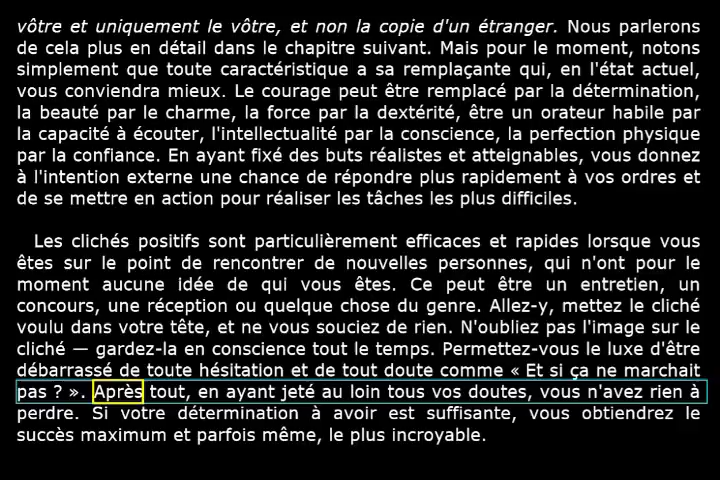 vôtre et uniquement le vôtre, et non la copie d'un étranger. Nous parlerons
de cela plus en détail dans le chapitre suivant. Mais pour le moment, notons
simplement que toute caractéristique a sa remplaçante qui, en l'état actuel,
vous conviendra mieux. Le courage peut être remplacé par la détermination,
la beauté par le charme, la force par la dextérité, être un orateur habile par
la capacité à écouter, l'intellectualité par la conscience, la perfection physique
par la confiance. En ayant fixé des buts réalistes et atteignables, vous donnez
à l'intention externe une chance de répondre plus rapidement à vos ordres et
de se mettre en action pour réaliser les tâches les plus difficiles.
Les clichés positifs sont particulièrement efficaces et rapides lorsque vous
êtes sur le point de rencontrer de nouvelles personnes, qui n'ont pour le
moment aucune idée de qui vous êtes. Ce peut être un entretien, un
concours, une réception ou quelque chose du genre. Allez-y, mettez le cliché
voulu dans votre tête, et ne vous souciez de rien. N'oubliez pas l'image sur le
cliché — gardez-la en conscience tout le temps. Permettez-vous le luxe d'être
débarrassé de toute hésitation et de tout doute comme « Et si ça ne marchait
pas ? ». Après tout, en ayant jeté au loin tous vos doutes, vous n'avez rien à
perdre. Si votre détermination à avoir est suffisante, vous obtiendrez le
succès maximum et parfois même, le plus incroyable.